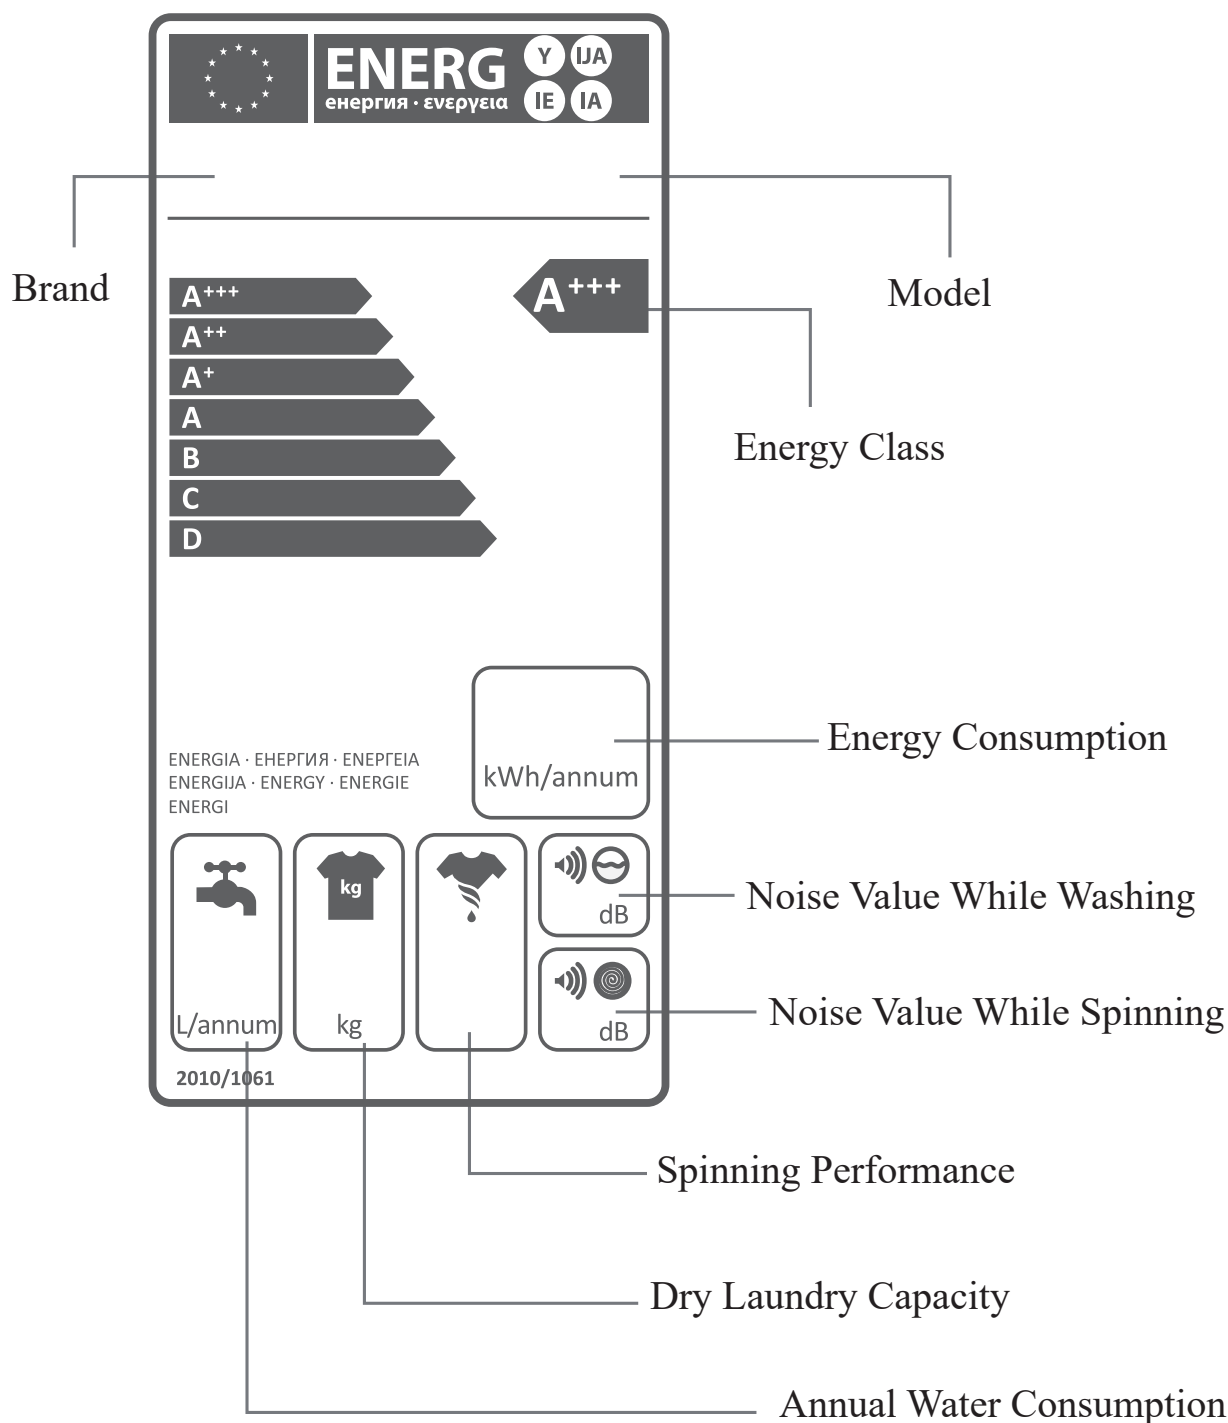 ENERG Y IJA
енергия · ενεργεια IE IA
Brand
Model
A+++
A+++
A++
A+
A
B
C
D
Energy Class
ENERGIA · ЕНЕРГИЯ · ΕΝΕΡΓΕΙΑ
ENERGIJA · ENERGY · ENERGIE
ENERGI
kWh/annum
Energy Consumption
kg
dB
Noise Value While Washing
dB
Noise Value While Spinning
L/annum
kg
2010/1061
Spinning Performance
Dry Laundry Capacity
Annual Water Consumption